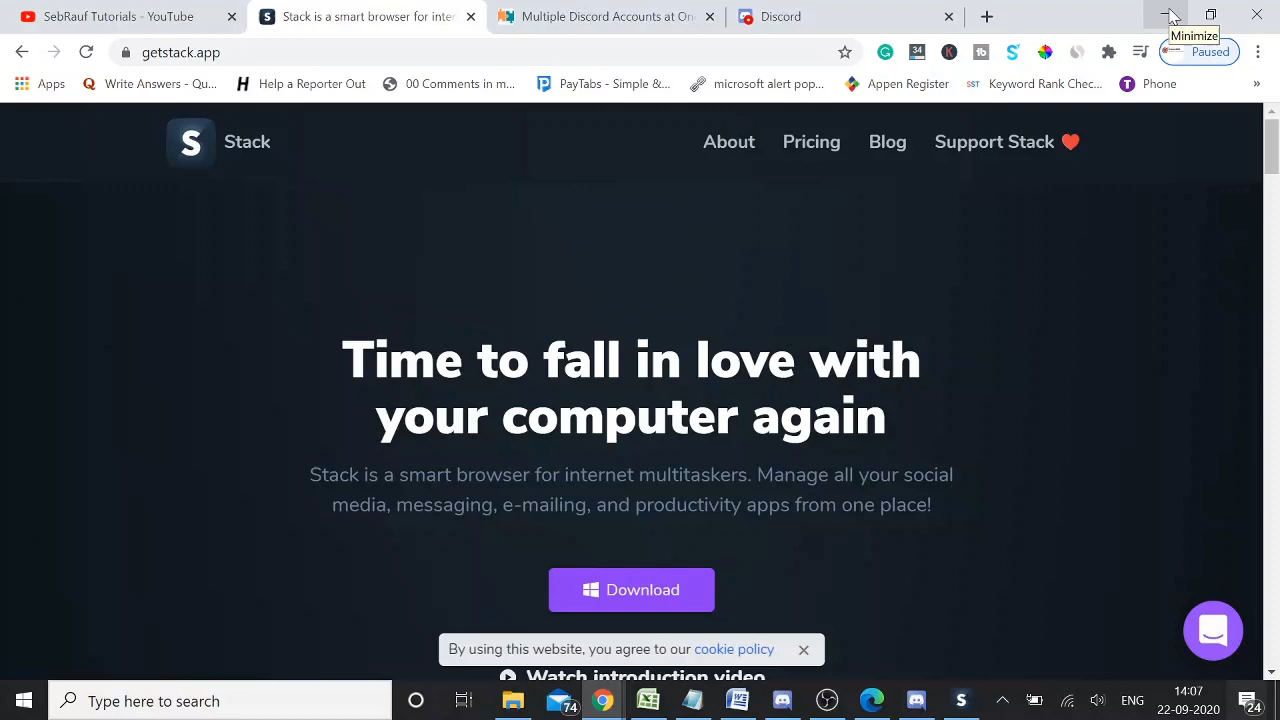 SebRauf Tutorials - YouTube
Stack is a smart browser for inter
Multiple Discord Accounts at On
Discord
Minimize
getstack.app
34
Paused
Apps
Write Answers - Qu...
Help a Reporter Out
00 Comments in m...
PayTabs - Simple &...
microsoft alert pop...
Appen Register
SST
Keyword Rank Chec...
Phone
»
S Stack
About
Pricing
Blog
Support Stack
Time to fall in love with
your computer again
Stack is a smart browser for internet multitaskers. Manage all your social
media, messaging, e-mailing, and productivity apps from one place!
Download
By using this website, you agree to our cookie policy
Watch introduction video
Type here to search
74
ENG
14:07
22-09-2020
24